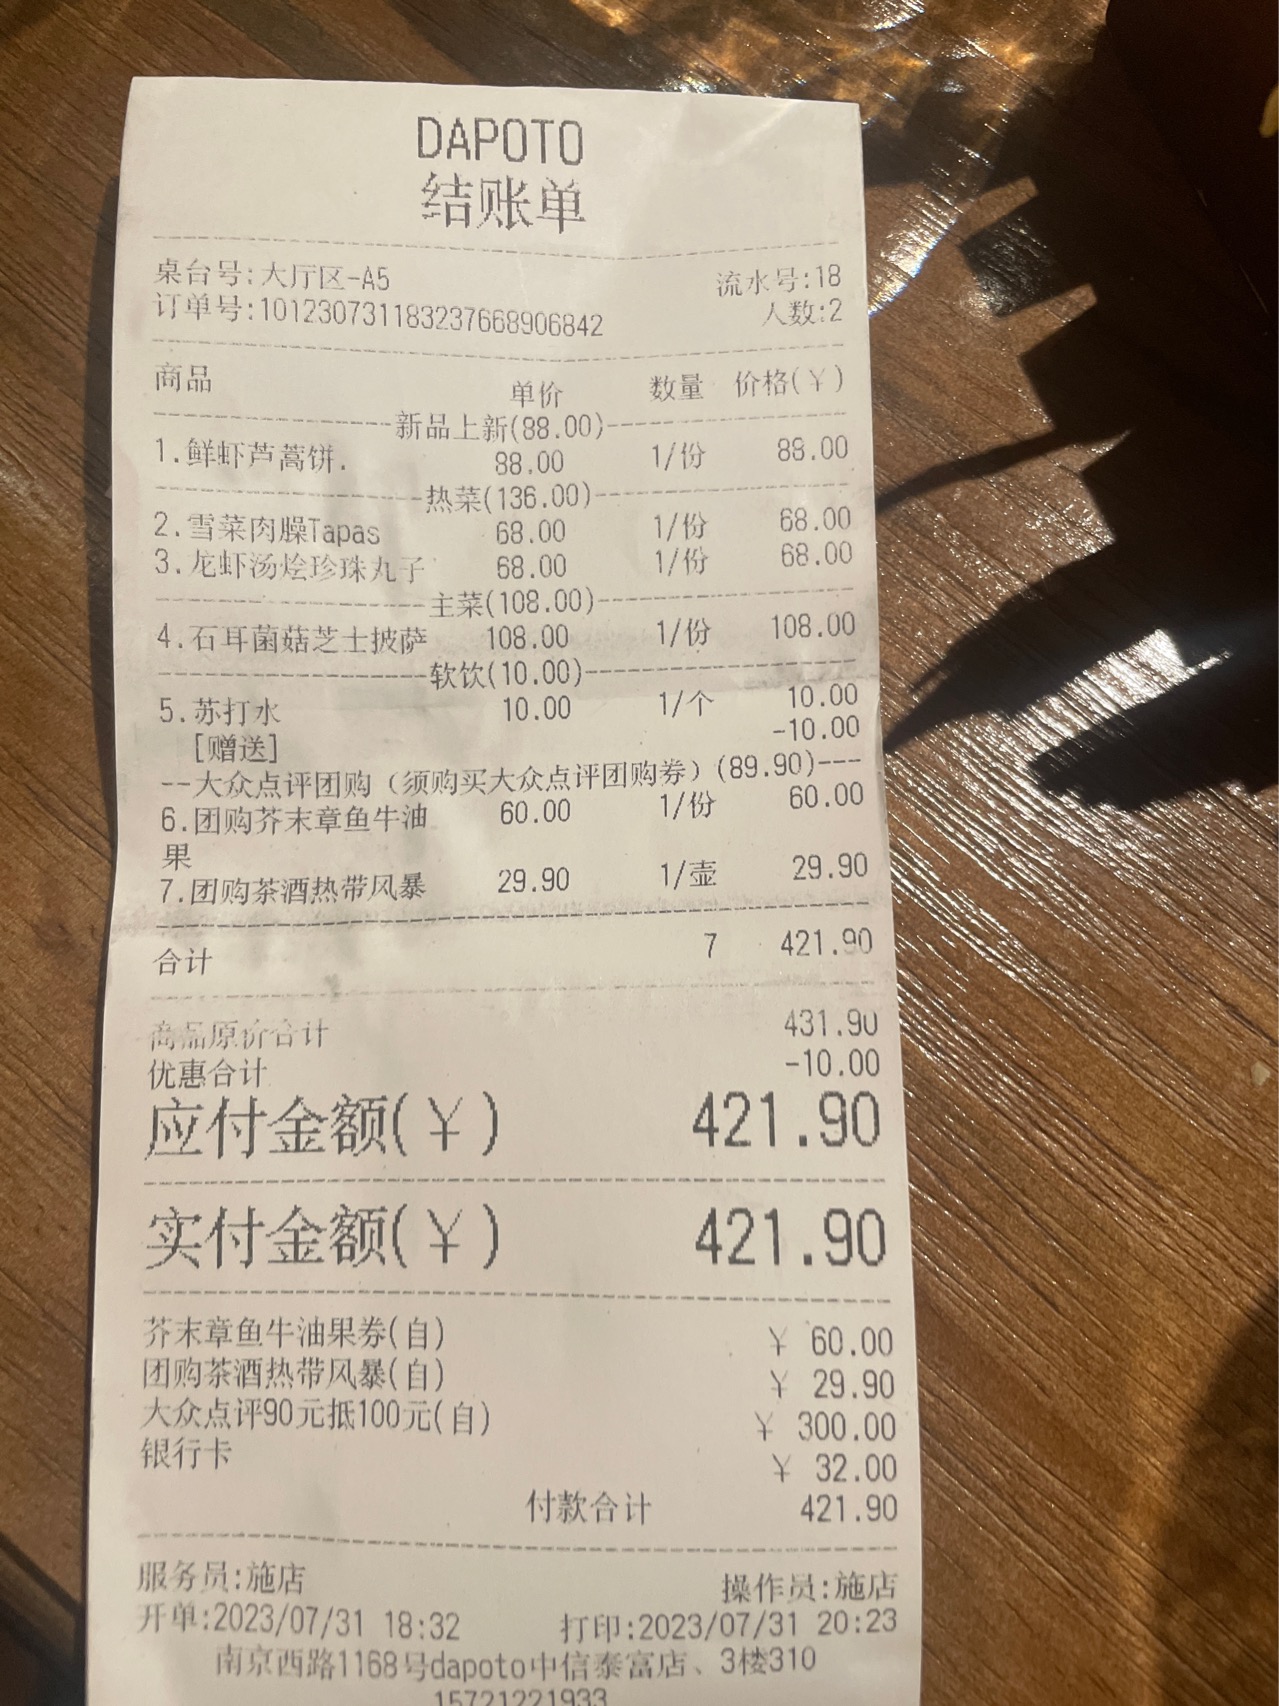 DAPOTO
结账单
桌台号:大厅区-A5 流水号:18
订单号:101230731183237668906842 人数:2
商品 单价 数量 价格(¥)
新品上新(88.00)
1.鲜虾芦蒿饼. 88.00 1/份 88.00
热菜(136.00)
2.雪菜肉臊Tapas 68.00 1/份 68.00
3.龙虾汤烩珍珠丸子 68.00 1/份 68.00
主菜(108.00)
4.石耳菌菇芝士披萨 108.00 1/份 108.00
软饮(10.00)
5.苏打水 10.00 1/个 10.00
[赠送] -10.00
--大众点评团购（须购买大众点评团购券）(89.90)---
6.团购芥末章鱼牛油 60.00 1/份 60.00
果
7.团购茶酒热带风暴 29.90 1/壶 29.90
合计 7 421.90
商品原价合计 431.90
优惠合计 -10.00
应付金额(¥) 421.90
实付金额(¥) 421.90
芥末章鱼牛油果券(自) ¥ 60.00
团购茶酒热带风暴(自) ¥ 29.90
大众点评90元抵100元(自) ¥ 300.00
银行卡 ¥ 32.00
付款合计 421.90
服务员:施店 操作员:施店
开单:2023/07/31 18:32 打印:2023/07/31 20:23
南京西路1168号dapoto中信泰富店、3楼310
15721221933